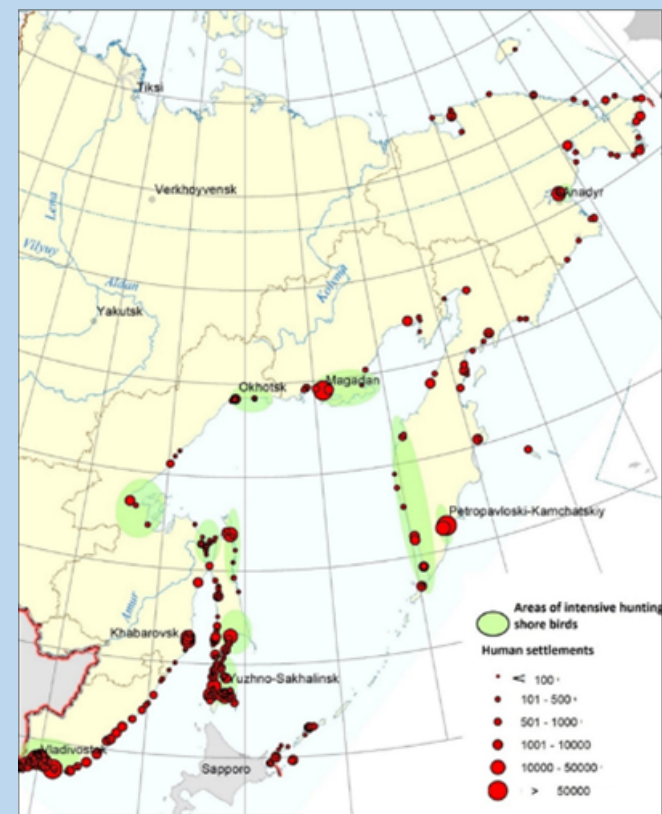 Tiksi
Verkhoyvensk
Lena
Anadyr
Vilyuy
Aldan
Kolyma
Yakutsk
Okhotsk
Magadan
Petropavloski-Kamchatskiy
Amur
Areas of intensive hunting
shore birds
Khabarovsk
Human settlements
Yuzhno-Sakhalinsk
< 100
101 - 500
501 - 1000
Vladivostok
1001 - 10000
Sapporo
10000 - 50000
> 50000